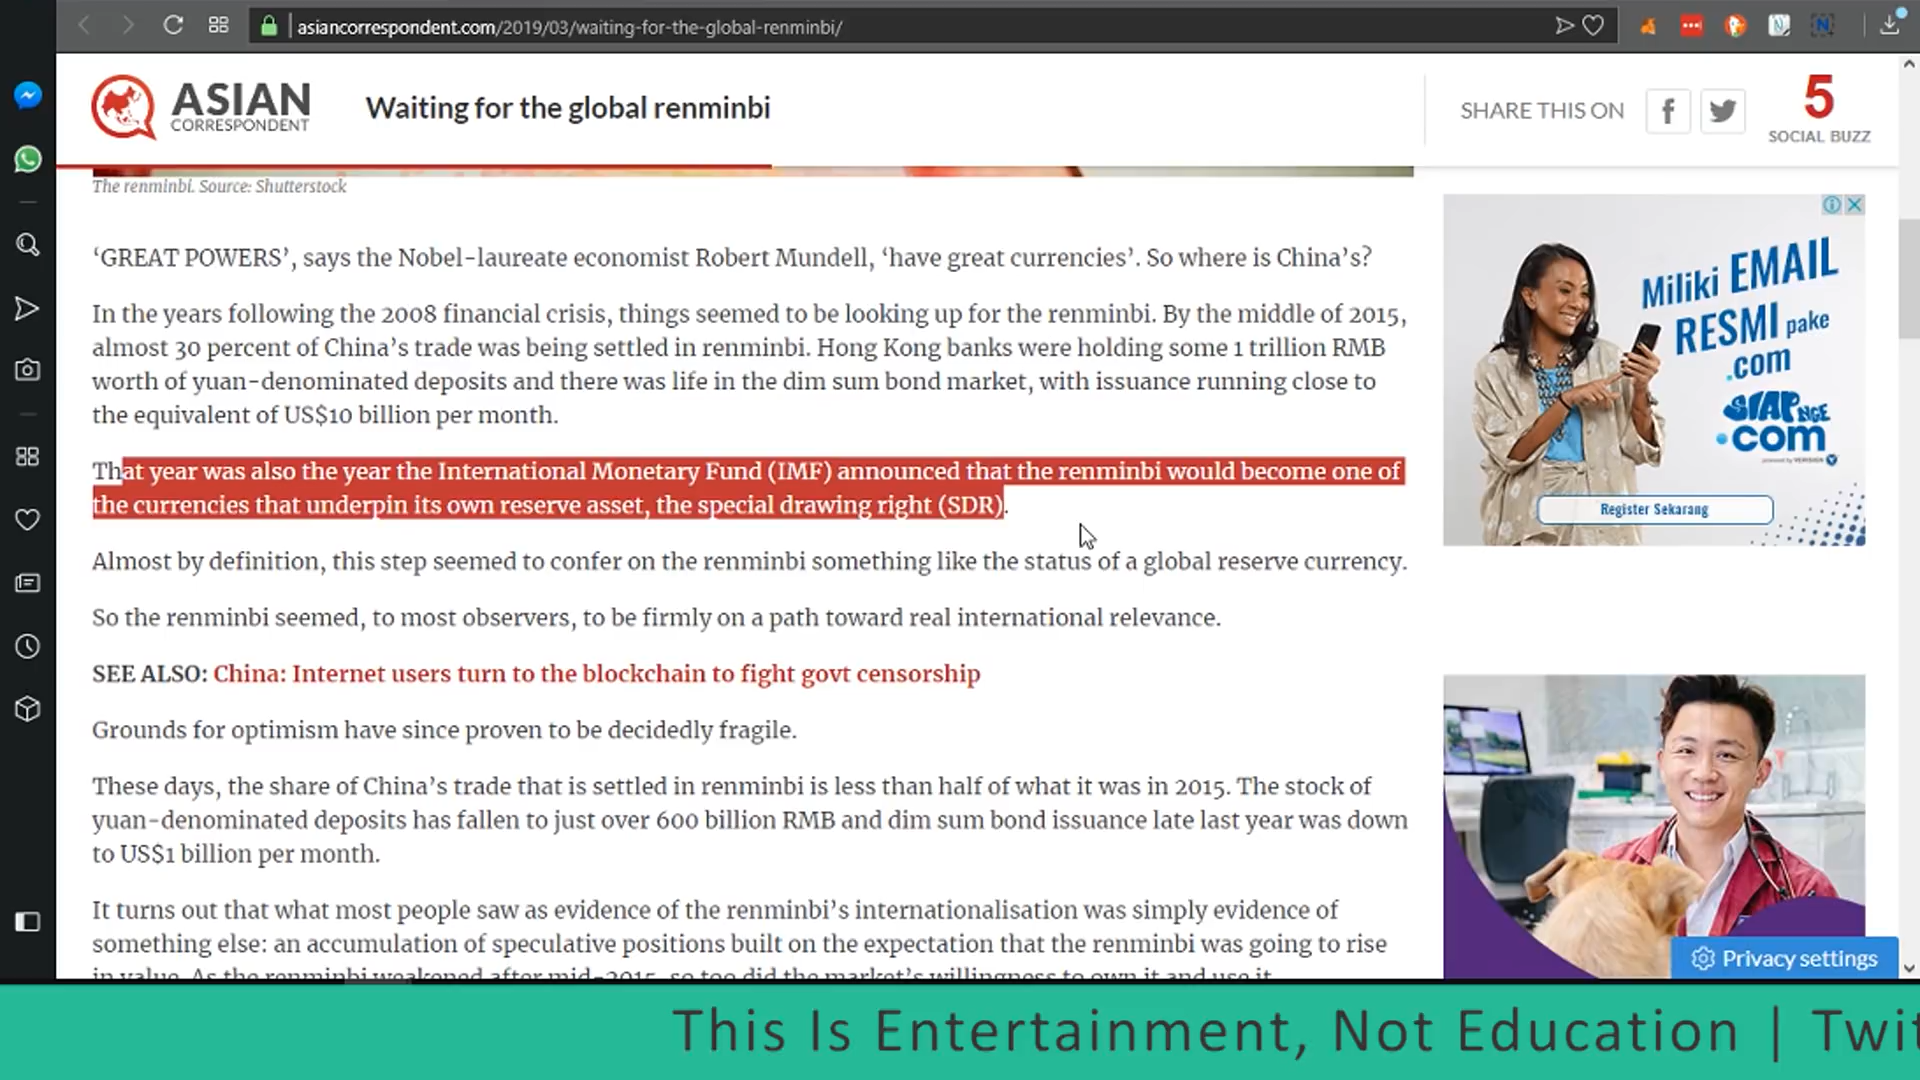 asiancorrespondent.com/2019/03/waiting-for-the-global-renminbi/
ASIAN
CORRESPONDENT
Waiting for the global renminbi
SHARE THIS ON
5
SOCIAL BUZZ
The renminbi. Source: Shutterstock
‘GREAT POWERS’, says the Nobel-laureate economist Robert Mundell, ‘have great currencies’. So where is China’s?
In the years following the 2008 financial crisis, things seemed to be looking up for the renminbi. By the middle of 2015,
almost 30 percent of China’s trade was being settled in renminbi. Hong Kong banks were holding some 1 trillion RMB
worth of yuan-denominated deposits and there was life in the dim sum bond market, with issuance running close to
the equivalent of US$10 billion per month.
That year was also the year the International Monetary Fund (IMF) announced that the renminbi would become one of
the currencies that underpin its own reserve asset, the special drawing right (SDR).
Almost by definition, this step seemed to confer on the renminbi something like the status of a global reserve currency.
So the renminbi seemed, to most observers, to be firmly on a path toward real international relevance.
SEE ALSO: China: Internet users turn to the blockchain to fight govt censorship
Grounds for optimism have since proven to be decidedly fragile.
These days, the share of China’s trade that is settled in renminbi is less than half of what it was in 2015. The stock of
yuan-denominated deposits has fallen to just over 600 billion RMB and dim sum bond issuance late last year was down
to US$1 billion per month.
It turns out that what most people saw as evidence of the renminbi’s internationalisation was simply evidence of
something else: an accumulation of speculative positions built on the expectation that the renminbi was going to rise
in value. As the renminbi weakened after mid-2015, so too did the market’s willingness to own it and use it.
Miliki EMAIL
RESMI pake
.com
SIAP NGE
.com
powered by VERISIGN
Register Sekarang
Privacy settings
This Is Entertainment, Not Education | Twit